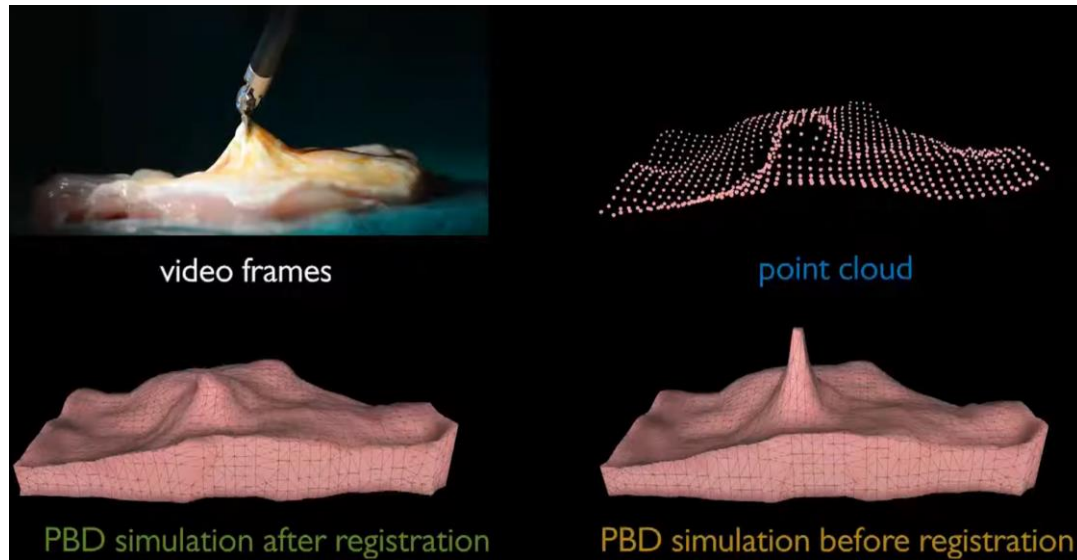 video frames
point cloud
PBD simulation after registration
PBD simulation before registration